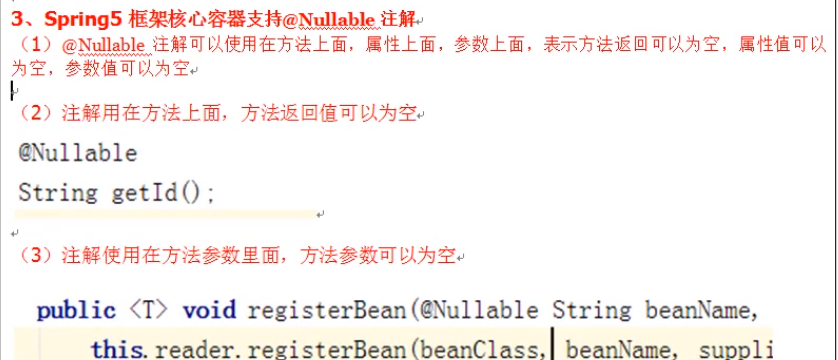 3、Spring5 框架核心容器支持@Nullable 注解
（1）@Nullable 注解可以使用在方法上面，属性上面，参数上面，表示方法返回可以为空，属性值可以
为空，参数值可以为空
（2）注解用在方法上面，方法返回值可以为空
@Nullable
String getId();
（3）注解使用在方法参数里面，方法参数可以为空
public <T> void registerBean(@Nullable String beanName,
this.reader.registerBean(beanClass, beanName, suppli